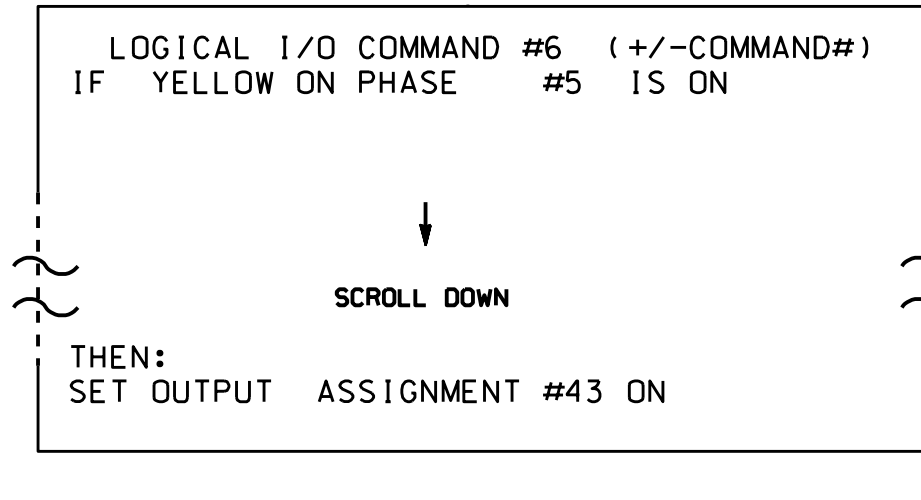 LOGICAL I/O COMMAND #6 (+/-COMMAND#)
IF YELLOW ON PHASE #5 IS ON
SCROLL DOWN
THEN:
SET OUTPUT ASSIGNMENT #43 ON